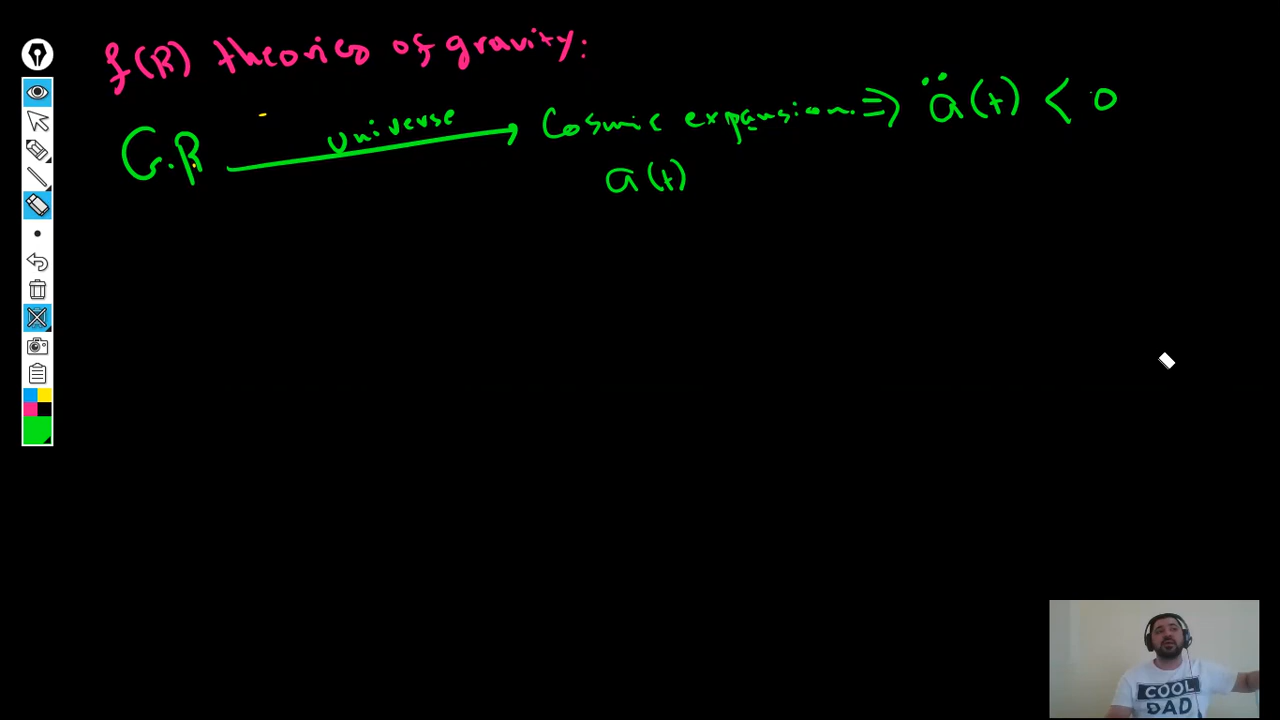 f(R) theories of gravity:
G.R universe Cosmic expansion. ⇒ ä(t) < 0
a(t)
COOL
DAD